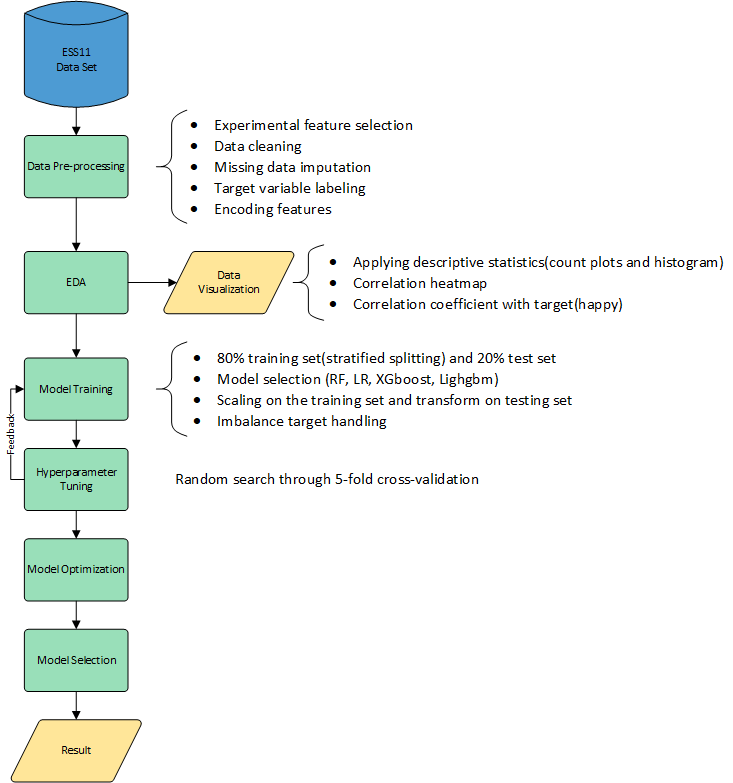 ESS11
Data Set
Data Pre-processing
• Experimental feature selection
• Data cleaning
• Missing data imputation
• Target variable labeling
• Encoding features
EDA
Data
Visualization
• Applying descriptive statistics(count plots and histogram)
• Correlation heatmap
• Correlation coefficient with target(happy)
Model Training
• 80% training set(stratified splitting) and 20% test set
• Model selection (RF, LR, XGboost, Lighgbm)
• Scaling on the training set and transform on testing set
• Imbalance target handling
Feedback
Hyperparameter
Tuning
Random search through 5-fold cross-validation
Model Optimization
Model Selection
Result